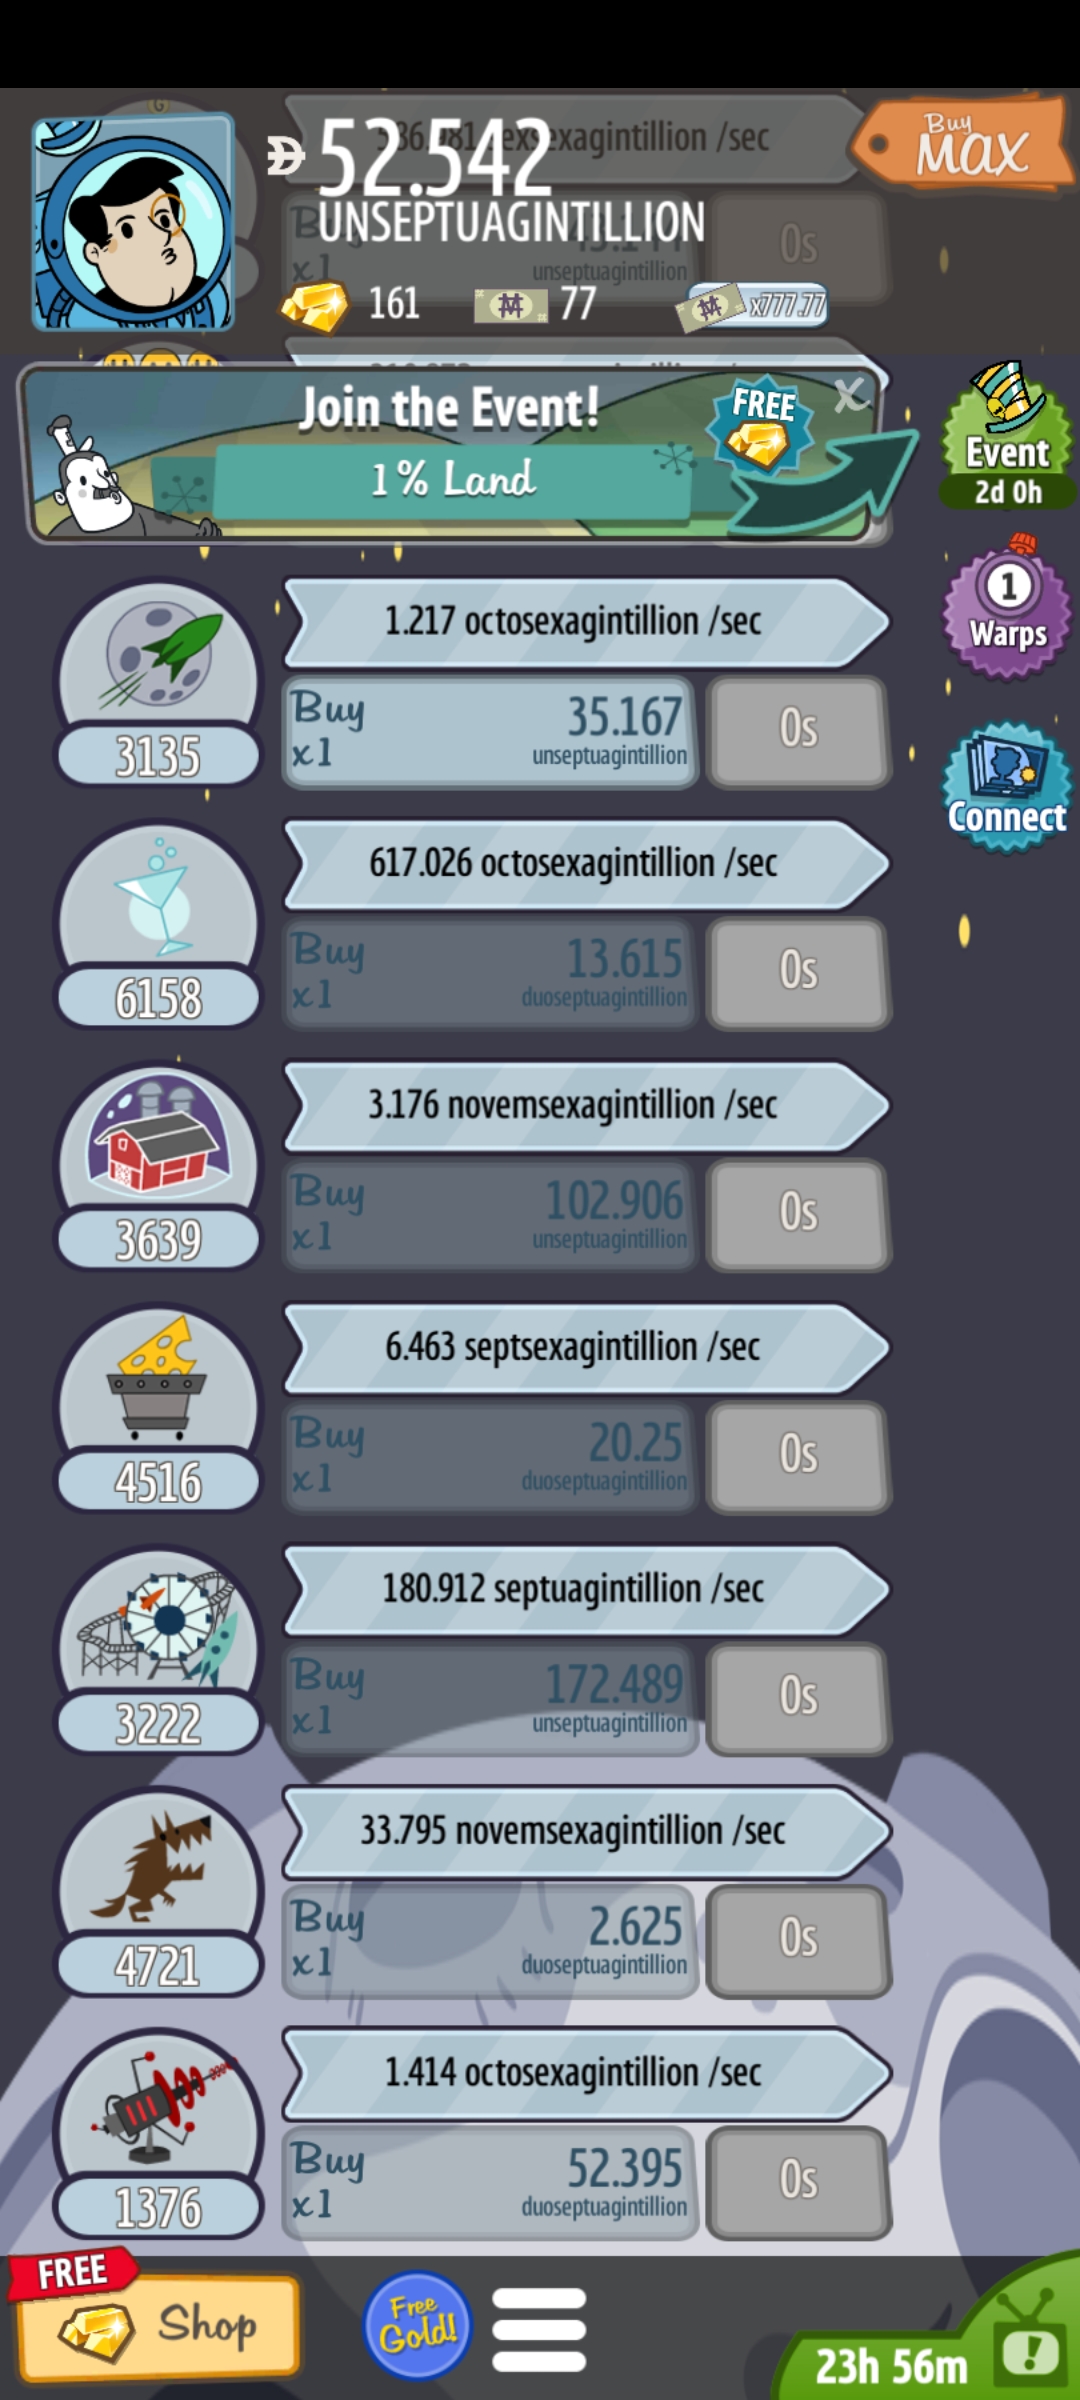 52.542
UNSEPTUAGINTILLION
Buy
MAX
unseptuagintillion
0s
161
77
x777.77
Join the Event!
1% Land
FREE
X
Event
2d 0h
1
Warps
Connect
1.217 octosexagintillion /sec
Buy
x1
35.167
unseptuagintillion
0s
3135
617.026 octosexagintillion /sec
Buy
x1
13.615
duoseptuagintillion
0s
6158
3.176 novemsexagintillion /sec
Buy
x1
102.906
unseptuagintillion
0s
3639
6.463 septsexagintillion /sec
Buy
x1
20.25
duoseptuagintillion
0s
4516
180.912 septuagintillion /sec
Buy
x1
172.489
unseptuagintillion
0s
3222
33.795 novemsexagintillion /sec
Buy
x1
2.625
duoseptuagintillion
0s
4721
1.414 octosexagintillion /sec
Buy
x1
52.395
duoseptuagintillion
0s
1376
FREE
Shop
Free
Gold!
23h 56m
!